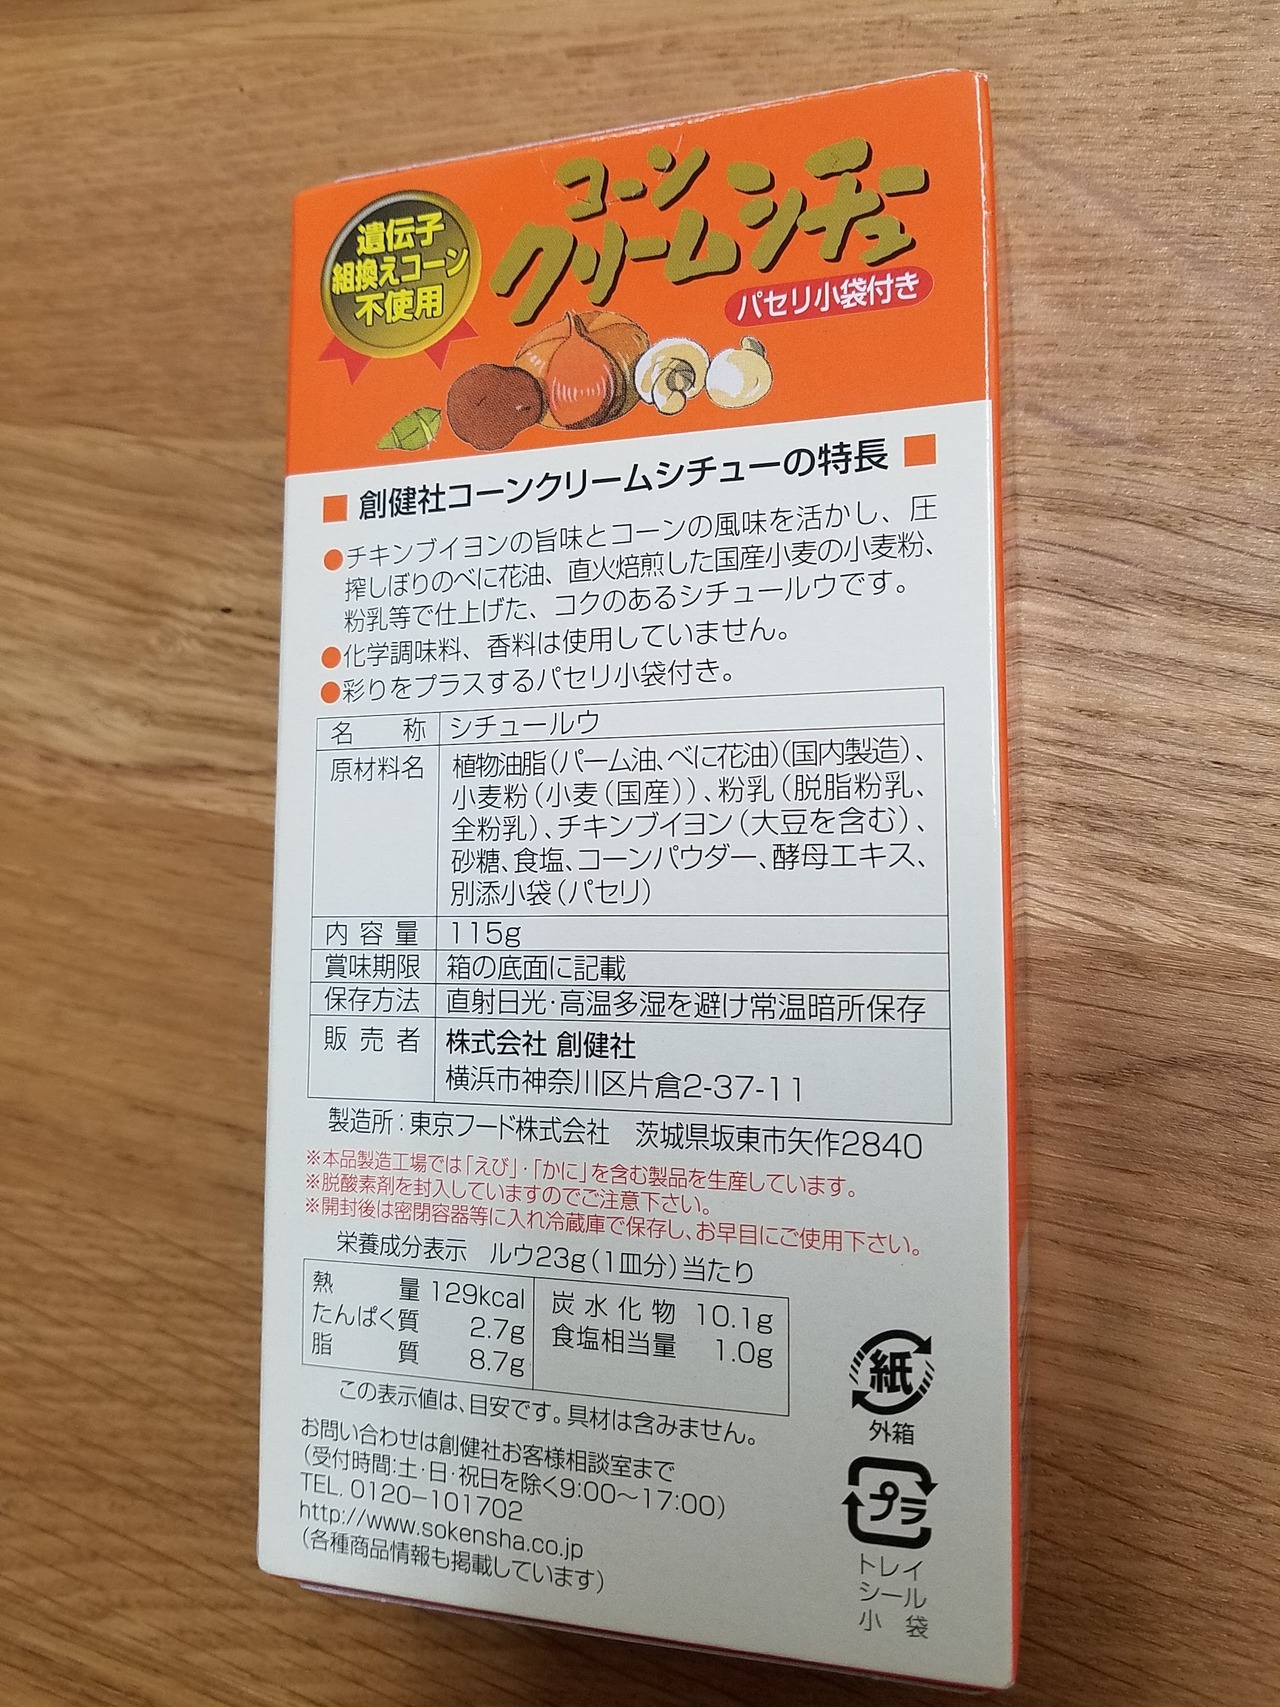 遺伝子
組換えコーン
不使用
コーン
クリームシチュー
パセリ小袋付き
■ 創健社コーンクリームシチューの特長 ■
●チキンブイヨンの旨味とコーンの風味を活かし、圧
搾しぼりのべに花油、直火焙煎した国産小麦の小麦粉、
粉乳等で仕上げた、コクのあるシチュールウです。
●化学調味料、香料は使用していません。
●彩りをプラスするパセリ小袋付き。
名称 シチュールウ
原材料名 植物油脂(パーム油、べに花油)(国内製造)、
小麦粉(小麦(国産))、粉乳(脱脂粉乳、
全粉乳)、チキンブイヨン(大豆を含む)、
砂糖、食塩、コーンパウダー、酵母エキス、
別添小袋(パセリ)
内容量 115g
賞味期限 箱の底面に記載
保存方法 直射日光・高温多湿を避け常温暗所保存
販売者 株式会社 創健社
横浜市神奈川区片倉2-37-11
製造所:東京フード株式会社 茨城県坂東市矢作2840
※本品製造工場では「えび」・「かに」を含む製品を生産しています。
※脱酸素剤を封入していますのでご注意下さい。
※開封後は密閉容器等に入れ冷蔵庫で保存し、お早目にご使用下さい。
栄養成分表示 ルウ23g(1皿分)当たり
熱量 129kcal
たんぱく質 2.7g
脂質 8.7g
炭水化物 10.1g
食塩相当量 1.0g
この表示値は、目安です。具材は含みません。
お問い合わせは創健社お客様相談室まで
(受付時間:土・日・祝日を除く9:00〜17:00)
TEL. 0120-101702
http://www.sokensha.co.jp
(各種商品情報も掲載しています)
紙
外箱
プラ
トレイ
シール
小袋